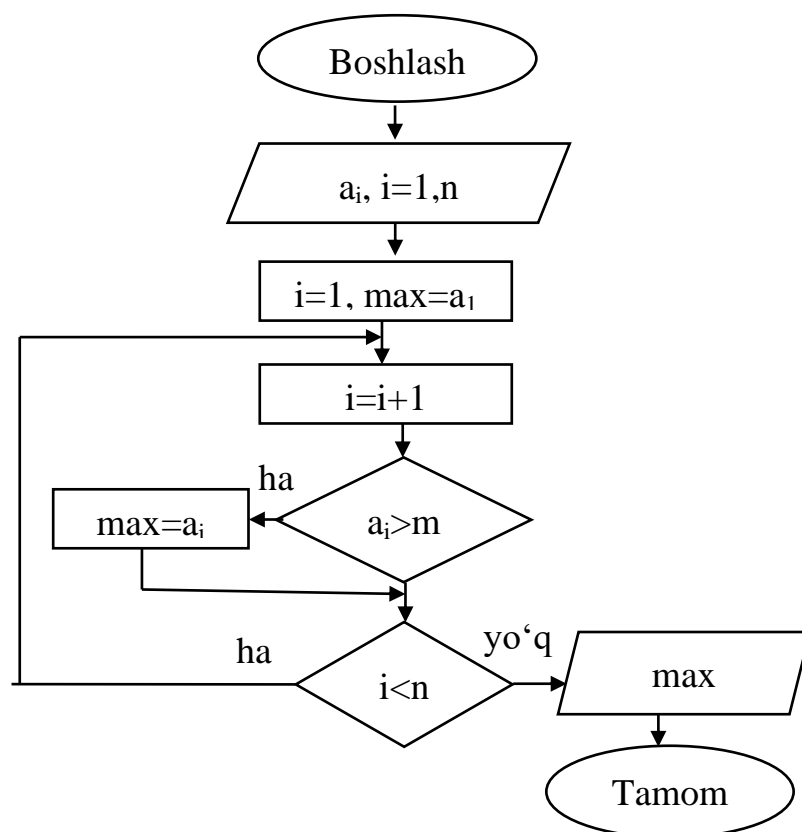 Boshlash
aᵢ, i=1,n
i=1, max=a₁
i=i+1
ha
max=aᵢ
aᵢ>m
ha
i<n
yo‘q
max
Tamom